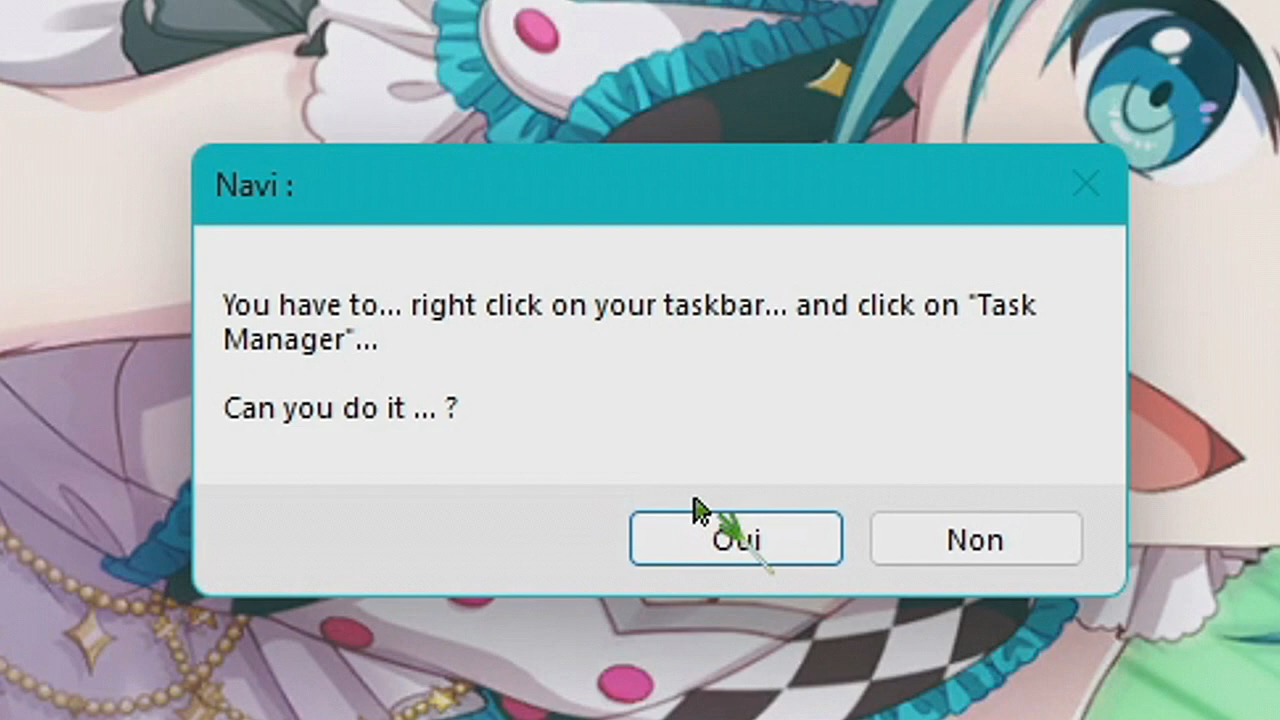 Navi :
You have to... right click on your taskbar... and click on "Task
Manager"...
Can you do it ... ?
Oui
Non